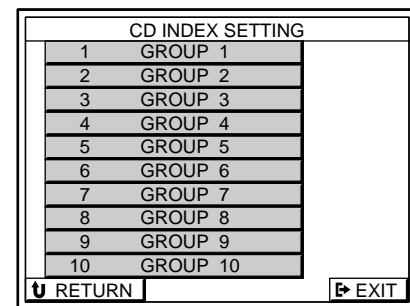 CD INDEX SETTING
1 GROUP 1
2 GROUP 2
3 GROUP 3
4 GROUP 4
5 GROUP 5
6 GROUP 6
7 GROUP 7
8 GROUP 8
9 GROUP 9
10 GROUP 10
RETURN EXIT